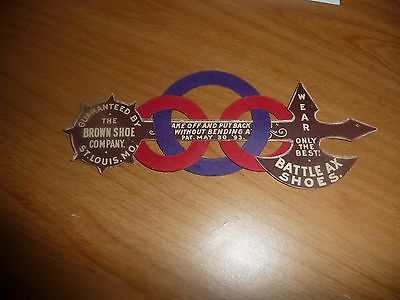 GUARANTEED BY
THE
BROWN SHOE
COMPANY.
ST. LOUIS, MO.
TAKE OFF AND PUT BACK
WITHOUT BENDING
PAT. MAY 30 '93.
WEAR
ONLY
THE
BEST!
BATTLE AX
SHOES.